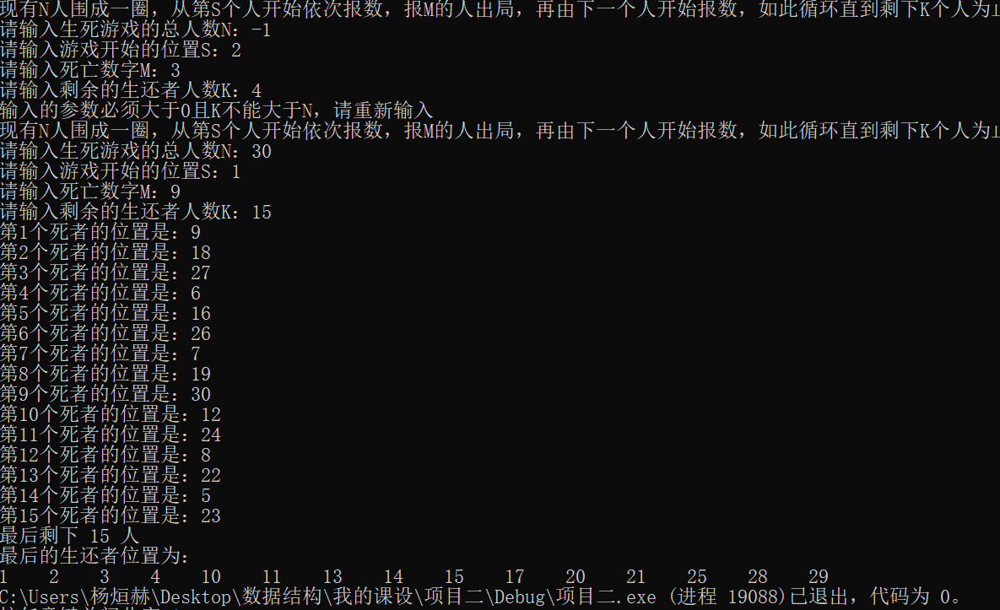 现有N人围成一圈，从第S个人开始依次报数，报M的人出局，再由下一个人开始报数，如此循环直到剩下K个人为止
请输入生死游戏的总人数N：-1
请输入游戏开始的位置S：2
请输入死亡数字M：3
请输入剩余的生还者人数K：4
输入的参数必须大于0且K不能大于N，请重新输入
现有N人围成一圈，从第S个人开始依次报数，报M的人出局，再由下一个人开始报数，如此循环直到剩下K个人为止
请输入生死游戏的总人数N：30
请输入游戏开始的位置S：1
请输入死亡数字M：9
请输入剩余的生还者人数K：15
第1个死者的位置是：9
第2个死者的位置是：18
第3个死者的位置是：27
第4个死者的位置是：6
第5个死者的位置是：16
第6个死者的位置是：26
第7个死者的位置是：7
第8个死者的位置是：19
第9个死者的位置是：30
第10个死者的位置是：12
第11个死者的位置是：24
第12个死者的位置是：8
第13个死者的位置是：22
第14个死者的位置是：5
第15个死者的位置是：23
最后剩下 15 人
最后的生还者位置为：
1 2 3 4 10 11 13 14 15 17 20 21 25 28 29
C:\Users\杨烜赫\Desktop\数据结构\我的课设\项目二\Debug\项目二.exe (进程 19088)已退出，代码为 0。